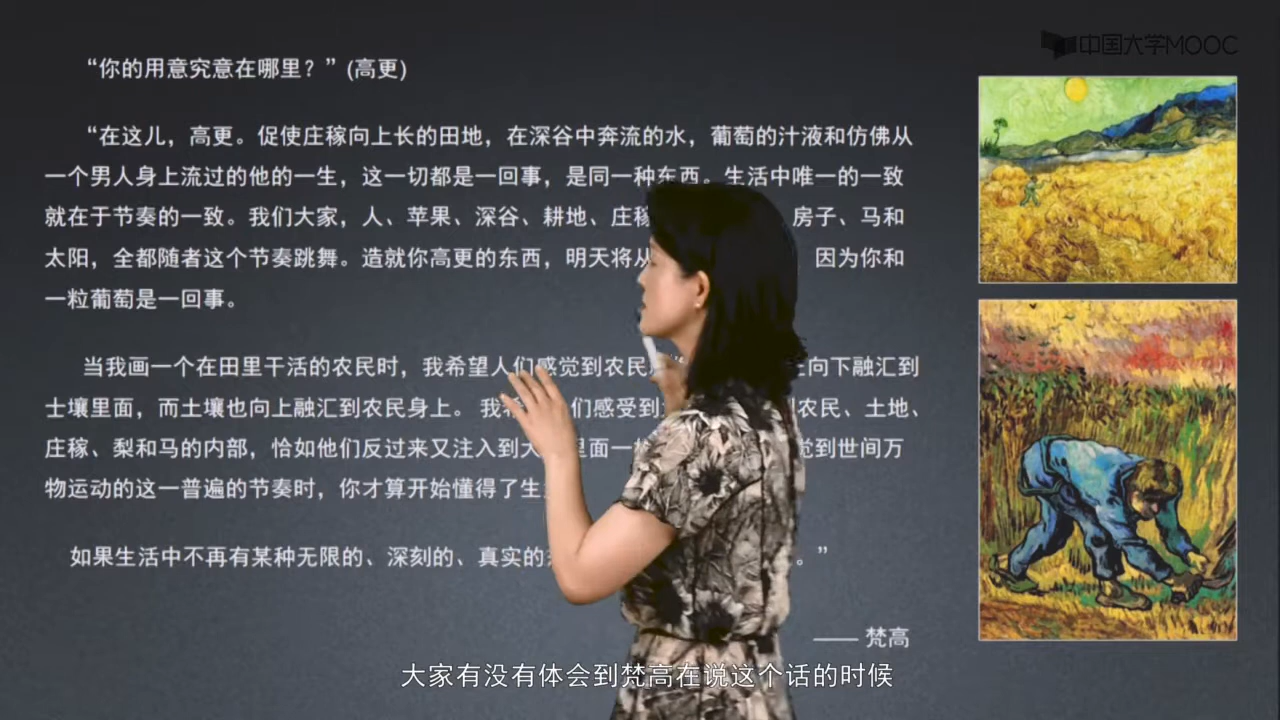 中国大学MOOC
“你的用意究意在哪里？”(高更)
“在这儿，高更。促使庄稼向上长的田地，在深谷中奔流的水，葡萄的汁液和仿佛从
一个男人身上流过的他的一生，这一切都是一回事，是同一种东西。生活中唯一的一致
就在于节奏的一致。我们大家，人、苹果、深谷、耕地、庄稼 房子、马和
太阳，全都随者这个节奏跳舞。造就你高更的东西，明天将从 因为你和
一粒葡萄是一回事。
当我画一个在田里干活的农民时，我希望人们感觉到农民 向下融汇到
士壤里面，而土壤也向上融汇到农民身上。 我希 们感受到 农民、土地、
庄稼、梨和马的内部，恰如他们反过来又注入到大 里面一 觉到世间万
物运动的这一普遍的节奏时，你才算开始懂得了生
如果生活中不再有某种无限的、深刻的、真实的 。”
—— 梵高
大家有没有体会到梵高在说这个话的时候